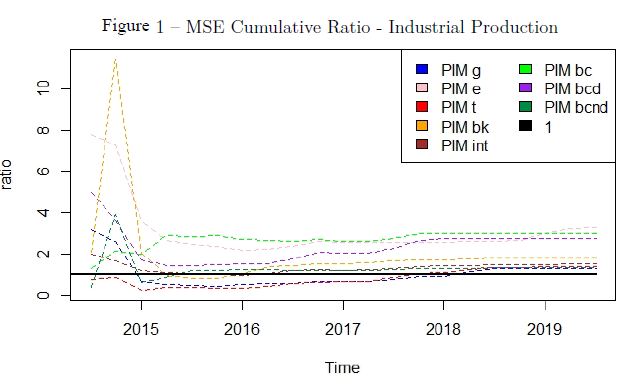 Figure 1 – MSE Cumulative Ratio - Industrial Production
PIM g
PIM e
PIM t
PIM bk
PIM int
PIM bc
PIM bcd
PIM bcnd
1
ratio
10
8
6
4
2
0
2015 2016 2017 2018 2019
Time